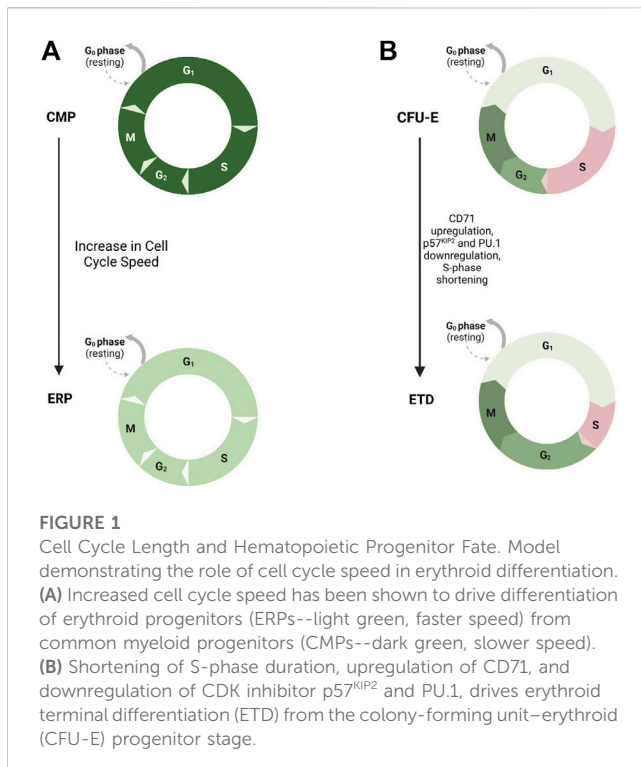 A
G₀ phase
(resting)
G₁
CMP
M
S
G₂
Increase in Cell
Cycle Speed
G₀ phase
(resting)
G₁
ERP
M
S
G₂
B
G₀ phase
(resting)
G₁
CFU-E
M
S
G₂
CD71
upregulation,
p57ᴷᴵᴾ² and PU.1
downregulation,
S-phase
shortening
G₀ phase
(resting)
G₁
ETD
M
S
G₂
FIGURE 1
Cell Cycle Length and Hematopoietic Progenitor Fate. Model
demonstrating the role of cell cycle speed in erythroid differentiation.
(A) Increased cell cycle speed has been shown to drive differentiation
of erythroid progenitors (ERPs--light green, faster speed) from
common myeloid progenitors (CMPs--dark green, slower speed).
(B) Shortening of S-phase duration, upregulation of CD71, and
downregulation of CDK inhibitor p57ᴷᴵᴾ² and PU.1, drives erythroid
terminal differentiation (ETD) from the colony-forming unit–erythroid
(CFU-E) progenitor stage.